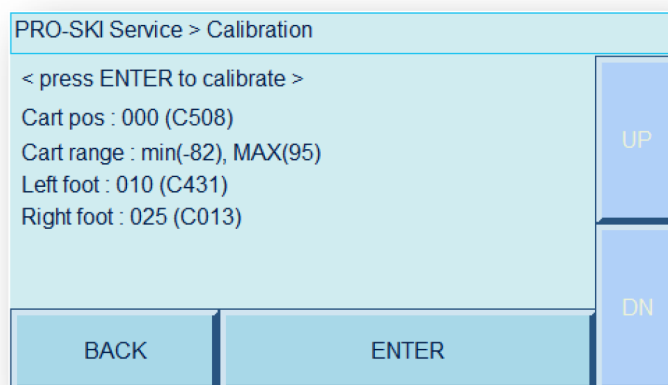 PRO-SKI Service > Calibration
< press ENTER to calibrate >
Cart pos : 000 (C508)
Cart range : min(-82), MAX(95)
Left foot : 010 (C431)
Right foot : 025 (C013)
UP
DN
BACK
ENTER